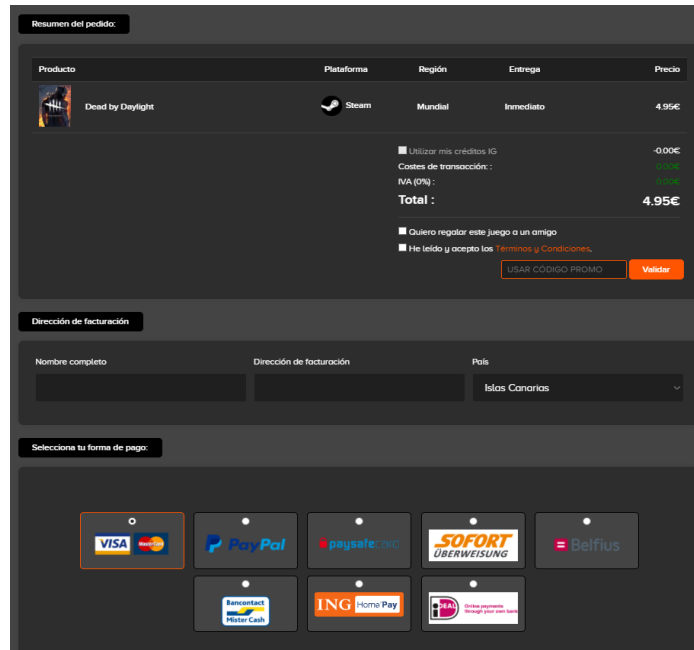 Resumen del pedido:
Producto Plataforma Región Entrega Precio
Dead by Daylight Steam Mundial Inmediato 4.95€
Utilizar mis créditos IG -0.00€
Costes de transacción: : 0.00€
IVA (0%) : 0.00€
Total : 4.95€
Quiero regalar este juego a un amigo
He leído y acepto los Términos y Condiciones.
USAR CÓDIGO PROMO Validar
Dirección de facturación
Nombre completo Dirección de facturación País
Islas Canarias
Selecciona tu forma de pago:
VISA MasterCard PayPal paysafecard SOFORT ÜBERWEISUNG Belfius
Bancontact Mister Cash ING Home'Pay iDEAL Online payments through your own bank